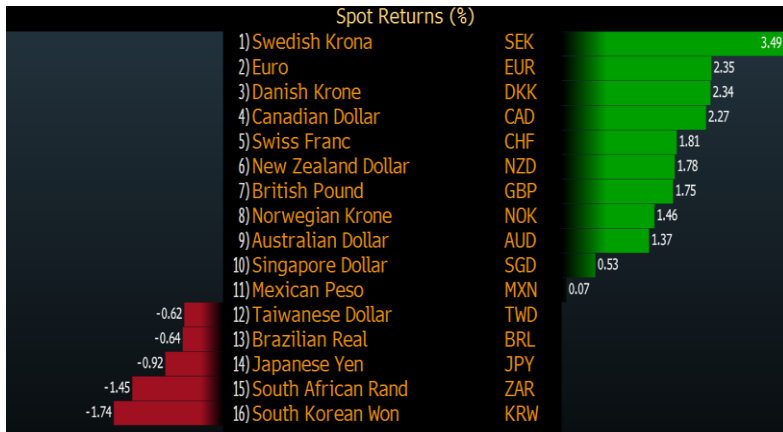 Spot Returns (%)
1) Swedish Krona SEK 3.49
2) Euro EUR 2.35
3) Danish Krone DKK 2.34
4) Canadian Dollar CAD 2.27
5) Swiss Franc CHF 1.81
6) New Zealand Dollar NZD 1.78
7) British Pound GBP 1.75
8) Norwegian Krone NOK 1.46
9) Australian Dollar AUD 1.37
10) Singapore Dollar SGD 0.53
11) Mexican Peso MXN 0.07
-0.62 12) Taiwanese Dollar TWD
-0.64 13) Brazilian Real BRL
-0.92 14) Japanese Yen JPY
-1.45 15) South African Rand ZAR
-1.74 16) South Korean Won KRW